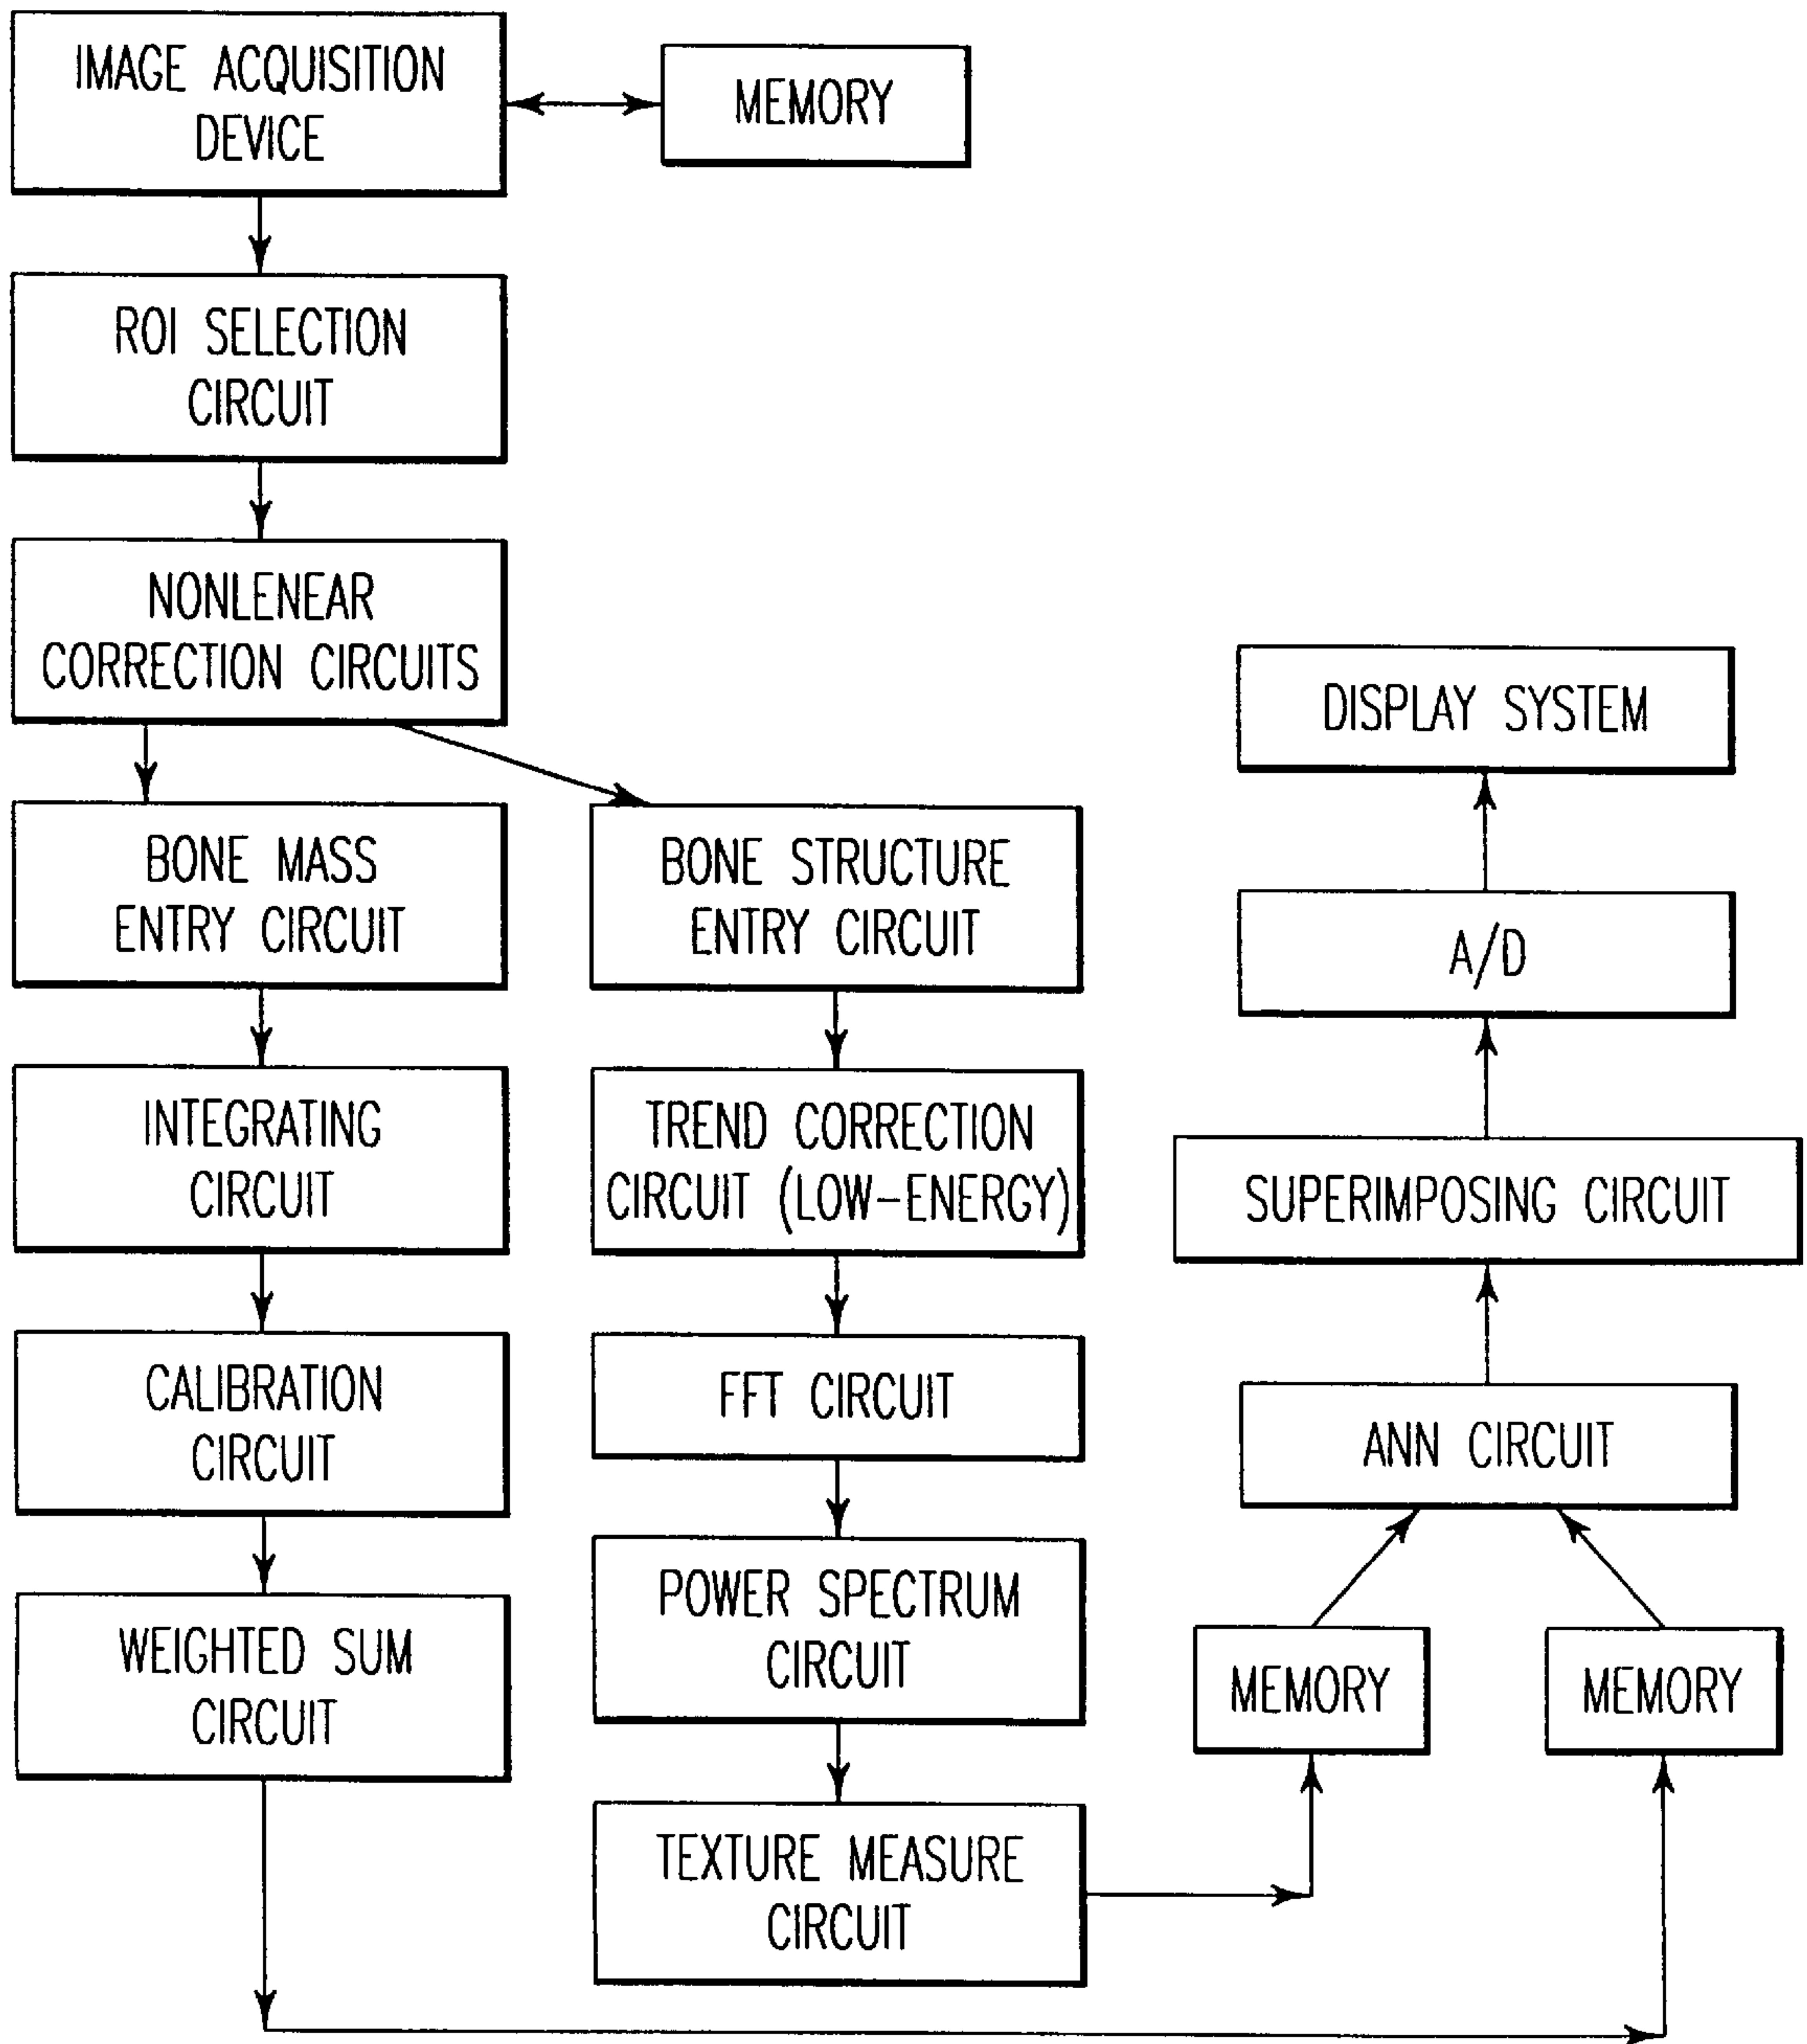 IMAGE ACQUISITION
DEVICE
MEMORY
ROI SELECTION
CIRCUIT
NONLENEAR
CORRECTION CIRCUITS
BONE MASS
ENTRY CIRCUIT
INTEGRATING
CIRCUIT
CALIBRATION
CIRCUIT
WEIGHTED SUM
CIRCUIT
BONE STRUCTURE
ENTRY CIRCUIT
TREND CORRECTION
CIRCUIT (LOW-ENERGY)
FFT CIRCUIT
POWER SPECTRUM
CIRCUIT
TEXTURE MEASURE
CIRCUIT
DISPLAY SYSTEM
A/D
SUPERIMPOSING CIRCUIT
ANN CIRCUIT
MEMORY
MEMORY